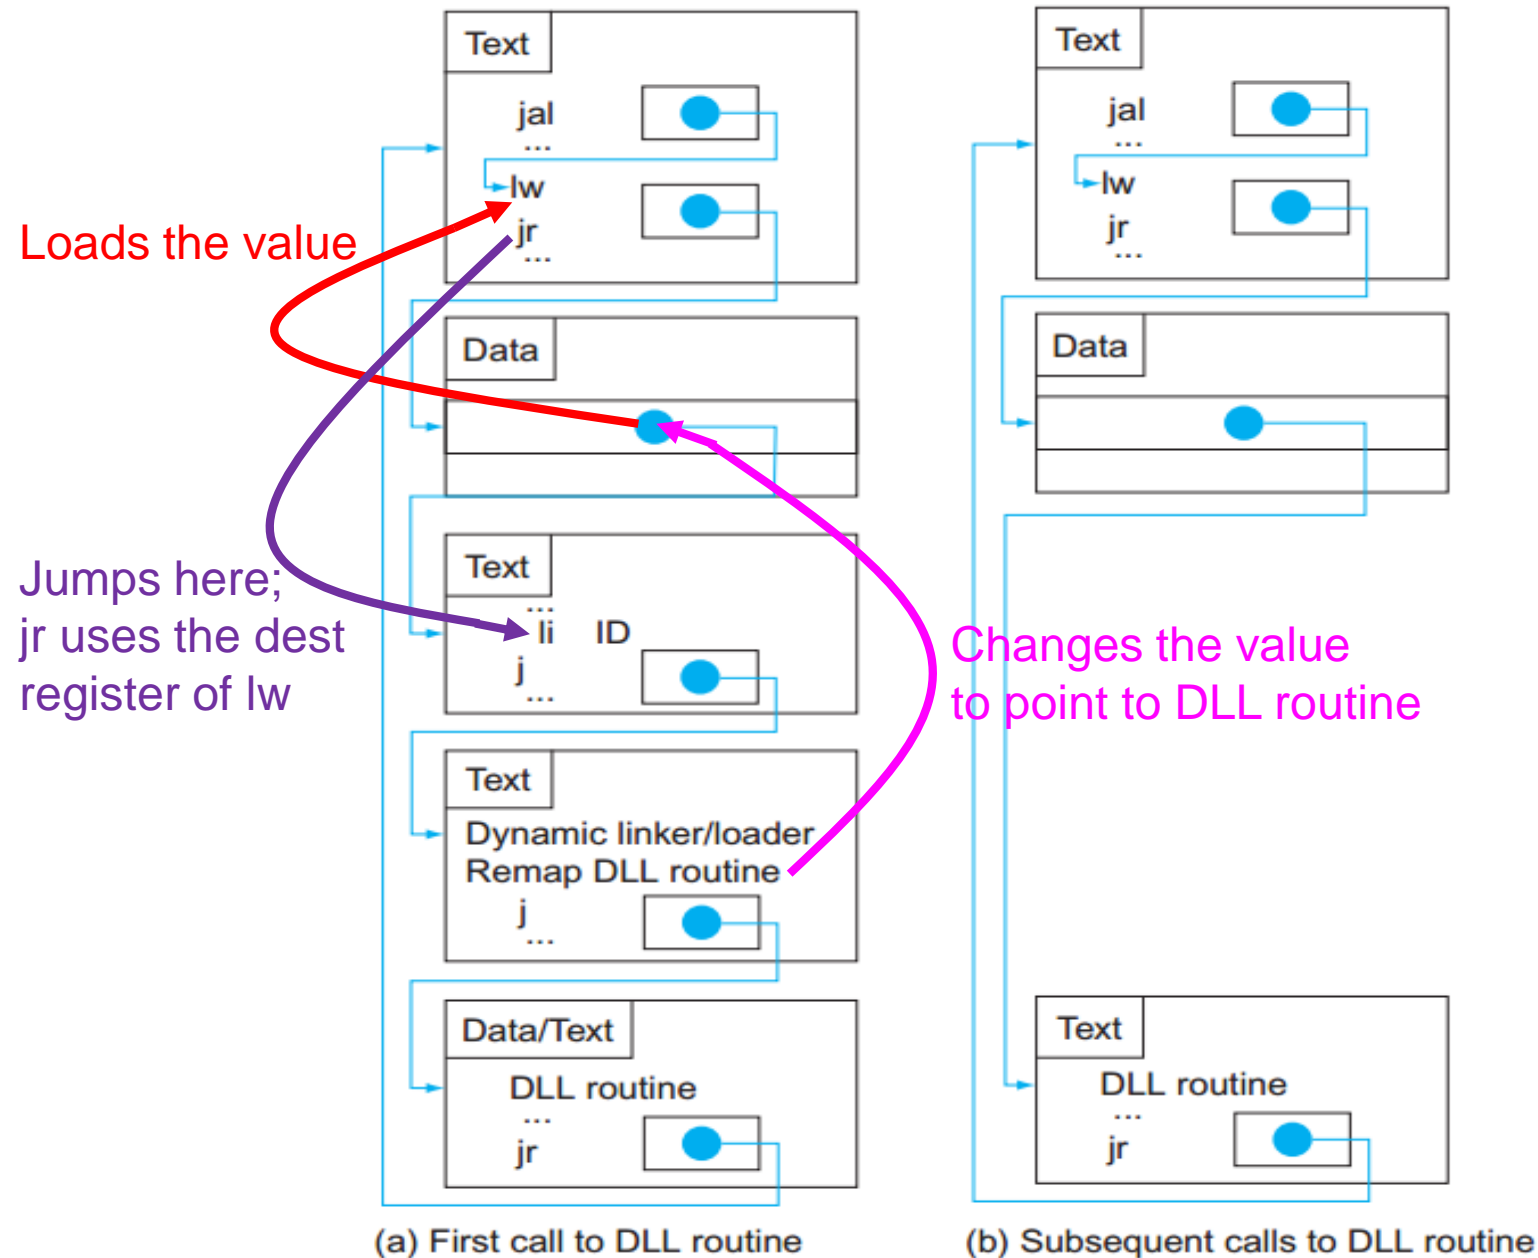 Text
jal
...
lw
jr
...
Loads the value
Data
Text
...
li ID
j
...
Jumps here;
jr uses the dest
register of lw
Changes the value
to point to DLL routine
Text
Dynamic linker/loader
Remap DLL routine
j
...
Data/Text
DLL routine
...
jr
(a) First call to DLL routine
Text
jal
...
lw
jr
...
Data
Text
DLL routine
...
jr
(b) Subsequent calls to DLL routine